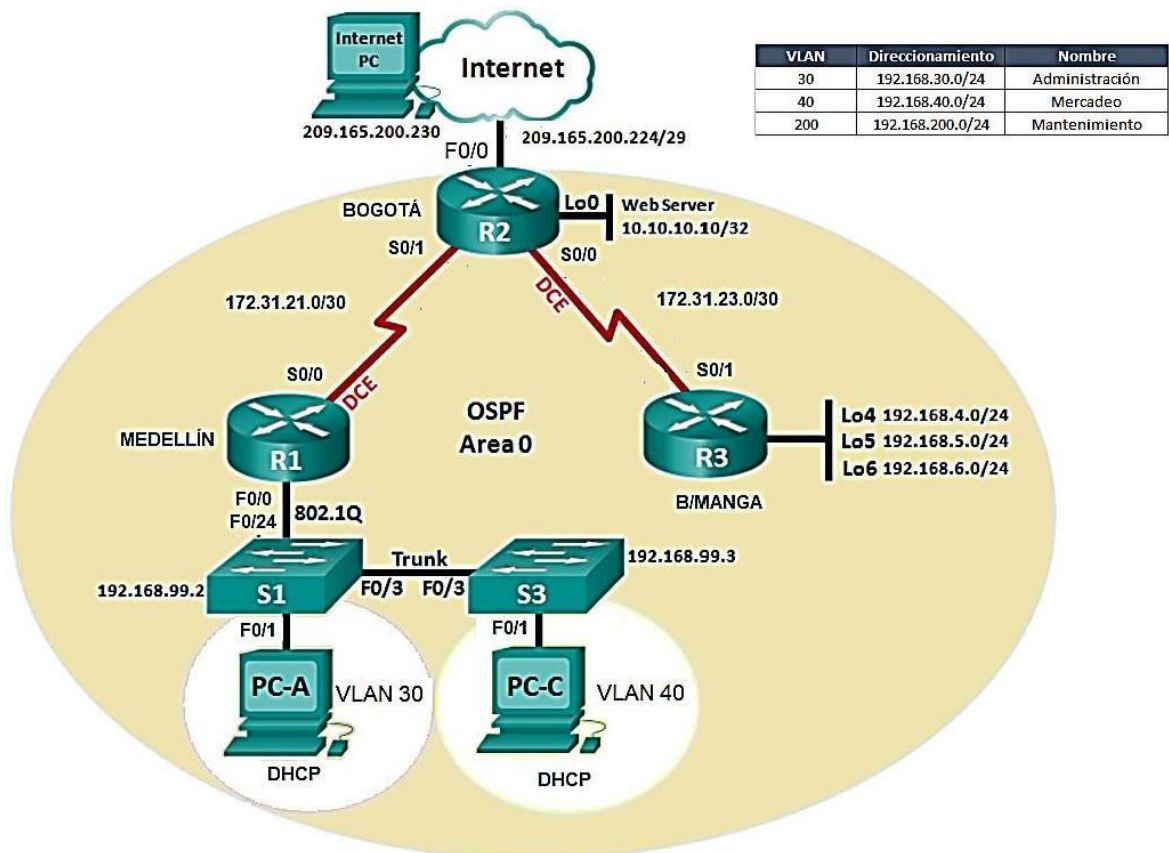 Internet
PC
Internet
209.165.200.230
209.165.200.224/29
F0/0
VLAN Direccionamiento Nombre
30 192.168.30.0/24 Administración
40 192.168.40.0/24 Mercadeo
200 192.168.200.0/24 Mantenimiento
BOGOTÁ
R2
Lo0
Web Server
10.10.10.10/32
S0/1
S0/0
DCE
172.31.21.0/30
172.31.23.0/30
S0/0
DCE
S0/1
OSPF
Area 0
MEDELLÍN
R1
R3
B/MANGA
Lo4 192.168.4.0/24
Lo5 192.168.5.0/24
Lo6 192.168.6.0/24
F0/0
F0/24
802.1Q
Trunk
192.168.99.2
S1
F0/3
F0/3
S3
192.168.99.3
F0/1
F0/1
PC-A
VLAN 30
DHCP
PC-C
VLAN 40
DHCP